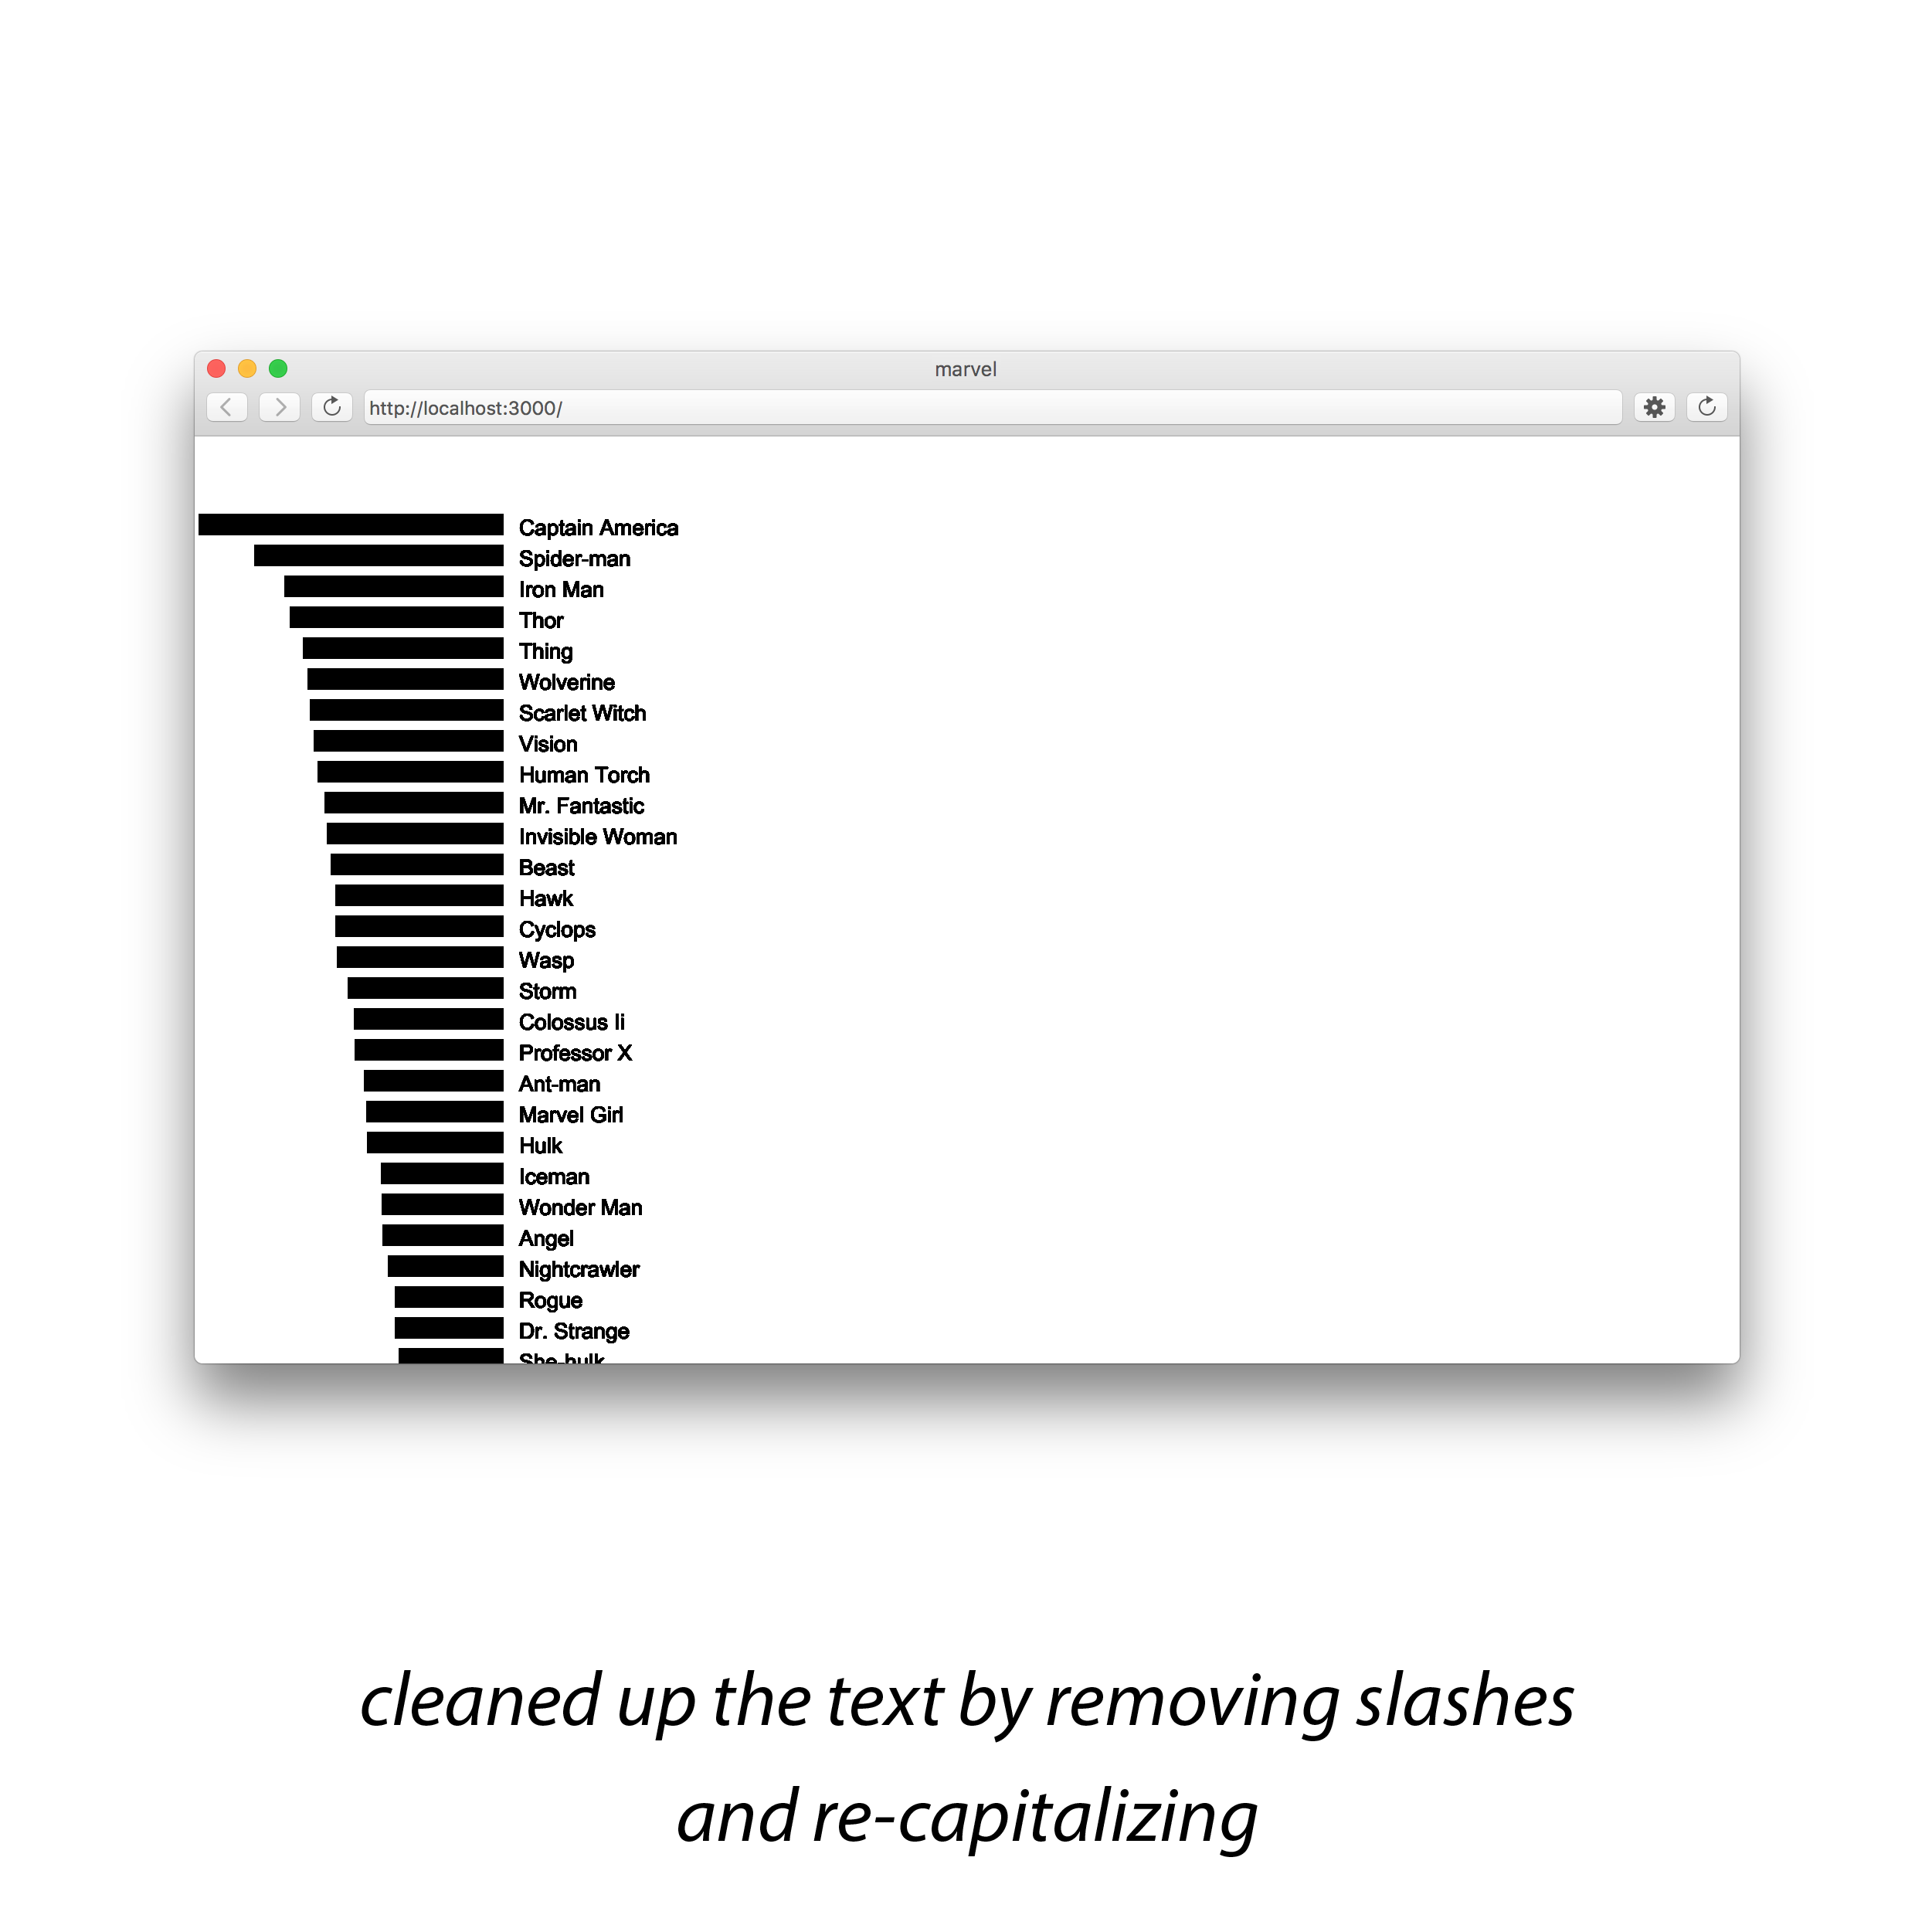 marvel
http://localhost:3000/
Captain America
Spider-man
Iron Man
Thor
Thing
Wolverine
Scarlet Witch
Vision
Human Torch
Mr. Fantastic
Invisible Woman
Beast
Hawk
Cyclops
Wasp
Storm
Colossus Ii
Professor X
Ant-man
Marvel Girl
Hulk
Iceman
Wonder Man
Angel
Nightcrawler
Rogue
Dr. Strange
She-hulk
cleaned up the text by removing slashes
and re-capitalizing